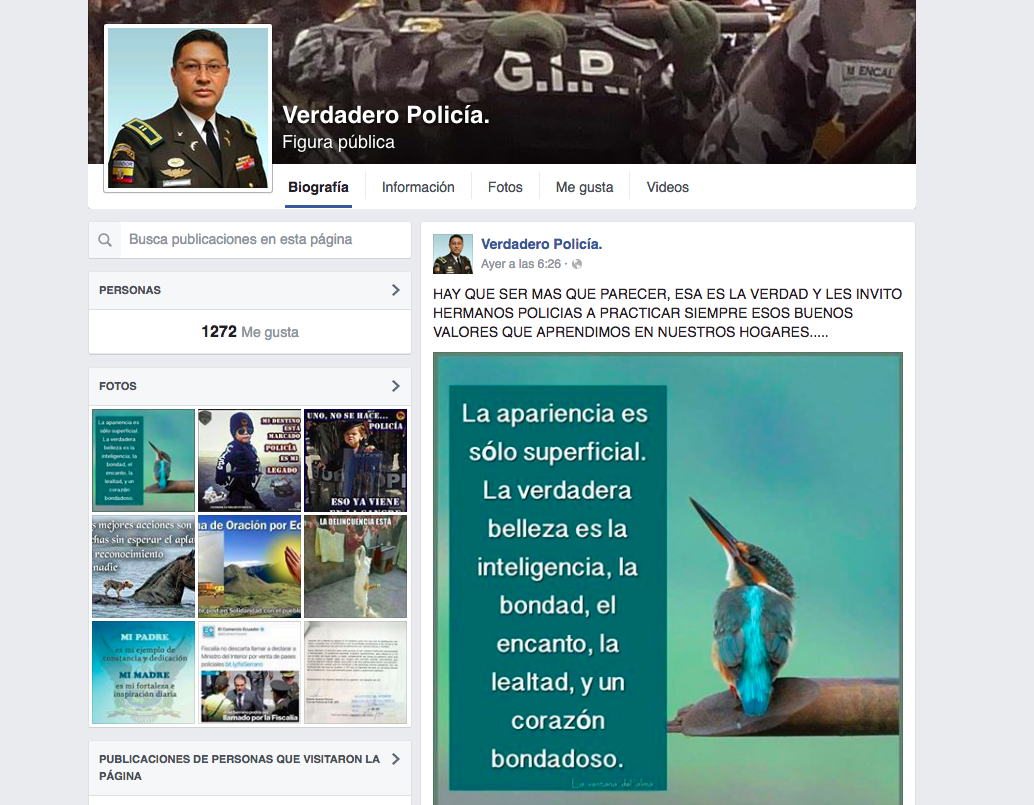 G.I.R.
M ENCAL
Verdadero Policía.
Figura pública
Biografía
Información
Fotos
Me gusta
Videos
Busca publicaciones en esta página
PERSONAS
1272 Me gusta
FOTOS
La apariencia es
sólo superficial.
La verdadera
belleza es la
inteligencia, la
bondad, el
encanto, la
lealtad, y un
corazón
bondadoso.
MI DESTINO
ESTA
MARCADO
POLICÍA
ES MI
LEGADO
UNO, NO SE HACE...
POLICÍA
ESO YA VIENE
EN LA SANGRE
s mejores acciones son
has sin esperar el apla
reconocimiento
nadie
na de Oración por Ec
LA DELINCUENCIA ESTÁ
MI PADRE
es mi ejemplo de
constancia y dedicación
MI MADRE
es mi fortaleza e
inspiración diaria
EC El Comercio Ecuador
Fiscalía no descarta llamar a declarar a
Ministro del Interior por venta de pases
policiales bit.ly/fsSerrano
llamado por la Fiscalía
PUBLICACIONES DE PERSONAS QUE VISITARON LA
PÁGINA
Verdadero Policía.
Ayer a las 6:26 ·
HAY QUE SER MAS QUE PARECER, ESA ES LA VERDAD Y LES INVITO
HERMANOS POLICIAS A PRACTICAR SIEMPRE ESOS BUENOS
VALORES QUE APRENDIMOS EN NUESTROS HOGARES.....
La apariencia es
sólo superficial.
La verdadera
belleza es la
inteligencia, la
bondad, el
encanto, la
lealtad, y un
corazón
bondadoso.
La ventana del alma